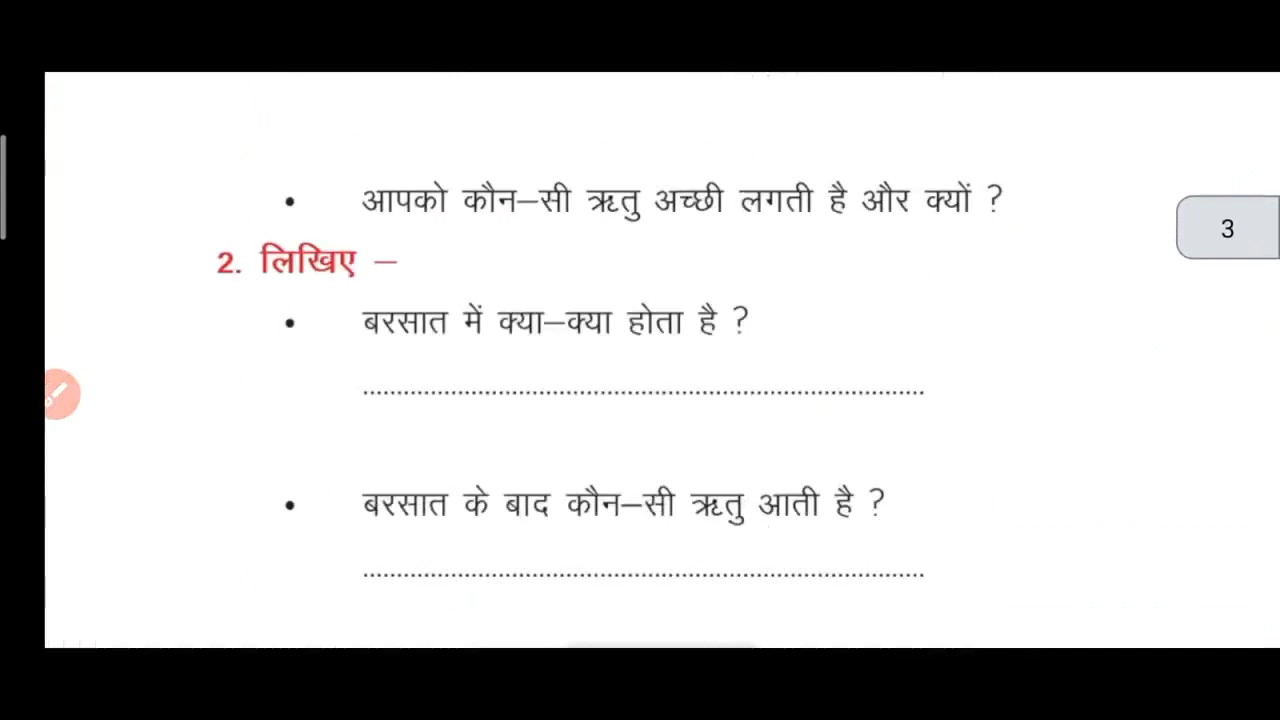 • आपको कौन–सी ऋतु अच्छी लगती है और क्यों ?
3
2. लिखिए –
• बरसात में क्या–क्या होता है ?
.....................................................................................
• बरसात के बाद कौन–सी ऋतु आती है ?
.....................................................................................